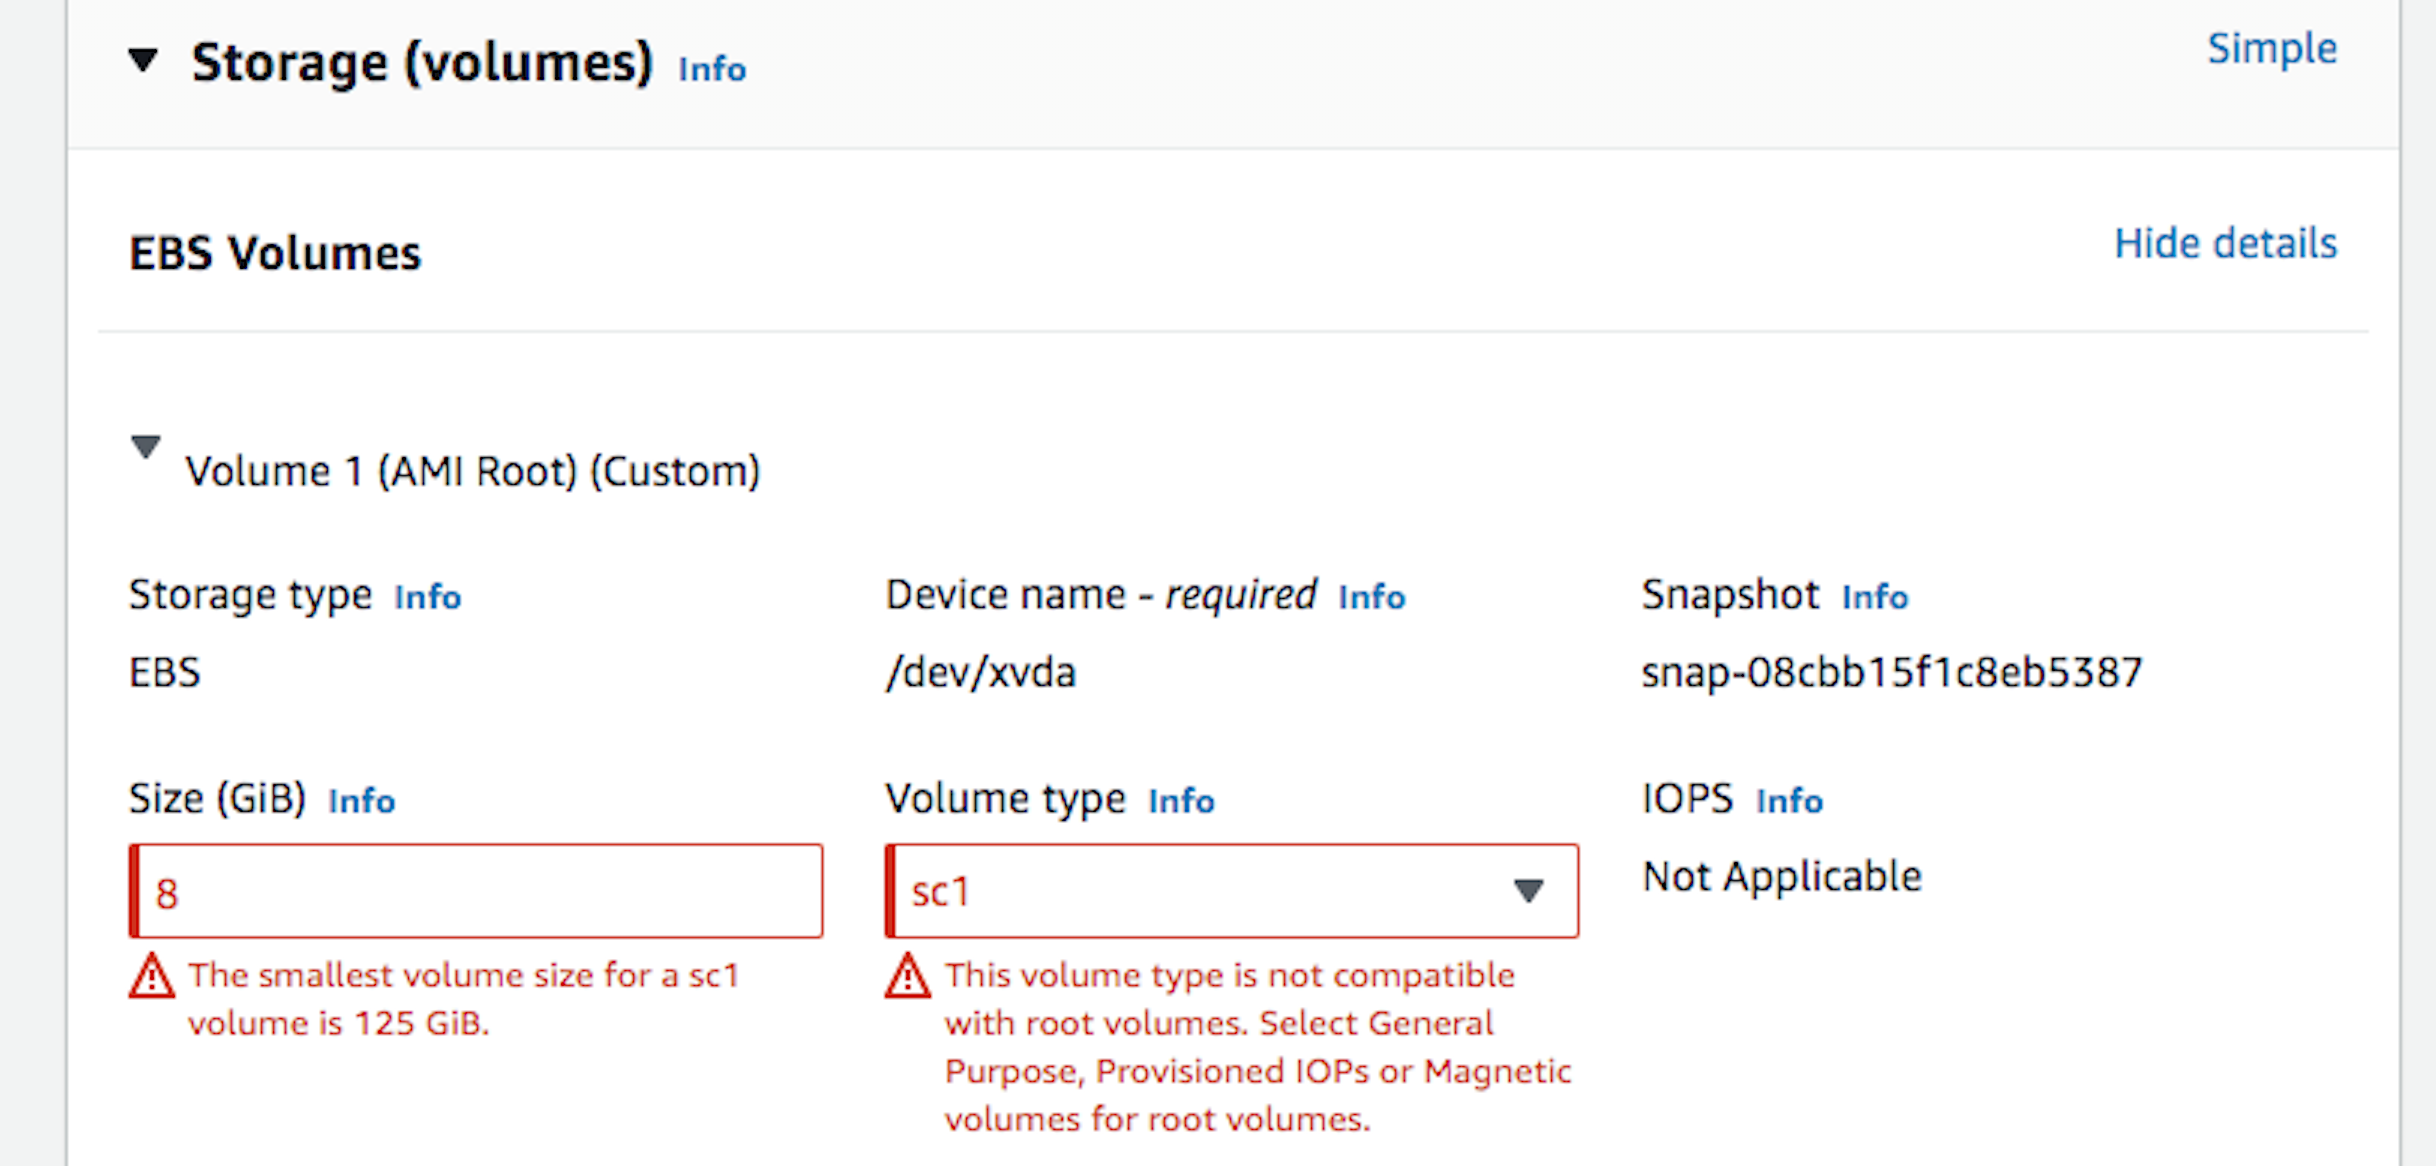 Storage (volumes) Info
Simple
EBS Volumes
Hide details
Volume 1 (AMI Root) (Custom)
Storage type Info
Device name - required Info
Snapshot Info
EBS
/dev/xvda
snap-08cbb15f1c8eb5387
Size (GiB) Info
Volume type Info
IOPS Info
8
sc1
Not Applicable
The smallest volume size for a sc1
volume is 125 GiB.
This volume type is not compatible
with root volumes. Select General
Purpose, Provisioned IOPs or Magnetic
volumes for root volumes.